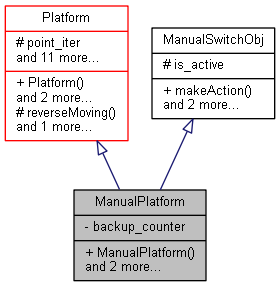 Platform
# point_iter
and 11 more...
+ Platform()
and 2 more...
# reverseMoving()
and 1 more...
ManualSwitchObj
# is_active
+ makeAction()
and 2 more...
ManualPlatform
- backup_counter
+ ManualPlatform()
and 2 more...